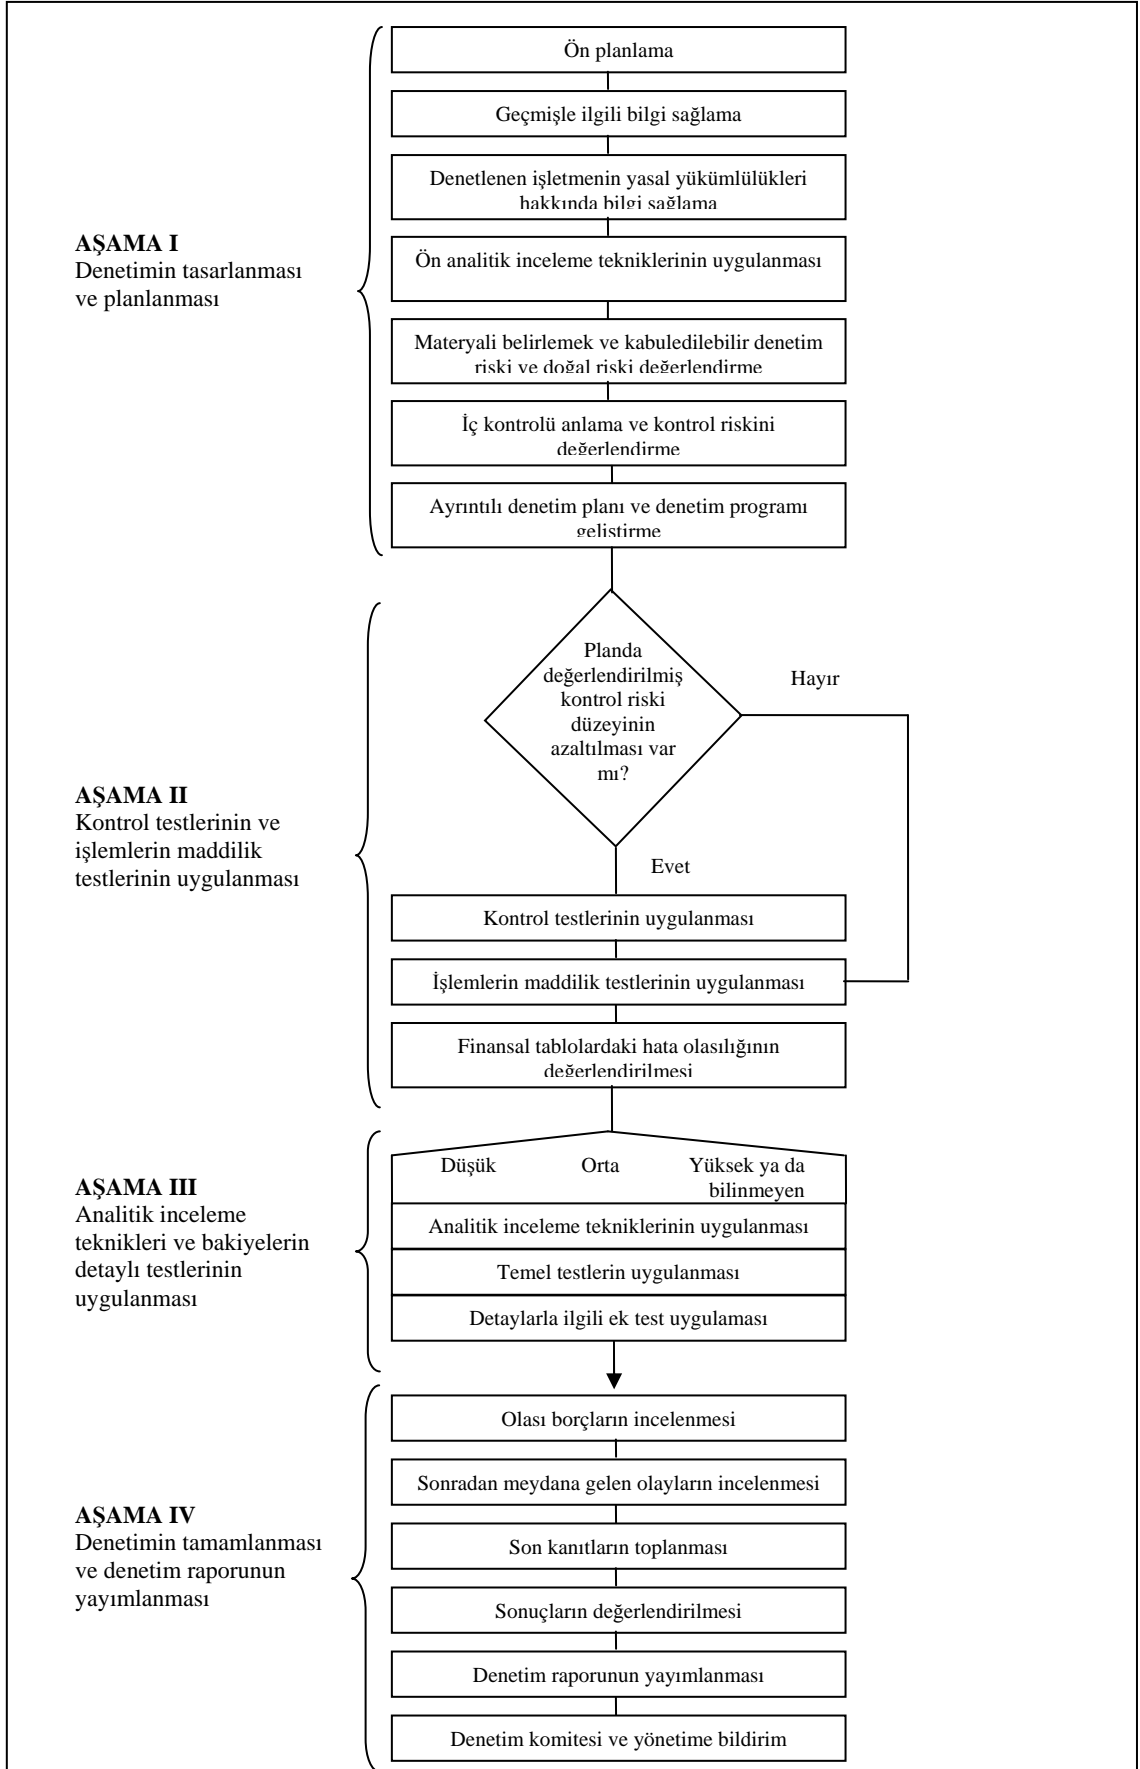 Ön planlama
Geçmişle ilgili bilgi sağlama
Denetlenen işletmenin yasal yükümlülükleri
hakkında bilgi sağlama
AŞAMA I
Denetimin tasarlanması
ve planlanması
Ön analitik inceleme tekniklerinin uygulanması
Materyali belirlemek ve kabuledilebilir denetim
riski ve doğal riski değerlendirme
İç kontrolü anlama ve kontrol riskini
değerlendirme
Ayrıntılı denetim planı ve denetim programı
geliştirme
Planda
değerlendirilmiş
kontrol riski
düzeyinin
azaltılması var
mı?
Hayır
AŞAMA II
Kontrol testlerinin ve
işlemlerin maddilik
testlerinin uygulanması
Evet
Kontrol testlerinin uygulanması
İşlemlerin maddilik testlerinin uygulanması
Finansal tablolardaki hata olasılığının
değerlendirilmesi
AŞAMA III
Analitik inceleme
teknikleri ve bakiyelerin
detaylı testlerinin
uygulanması
Düşük Orta Yüksek ya da
bilinmeyen
Analitik inceleme tekniklerinin uygulanması
Temel testlerin uygulanması
Detaylarla ilgili ek test uygulaması
Olası borçların incelenmesi
Sonradan meydana gelen olayların incelenmesi
AŞAMA IV
Denetimin tamamlanması
ve denetim raporunun
yayımlanması
Son kanıtların toplanması
Sonuçların değerlendirilmesi
Denetim raporunun yayımlanması
Denetim komitesi ve yönetime bildirim